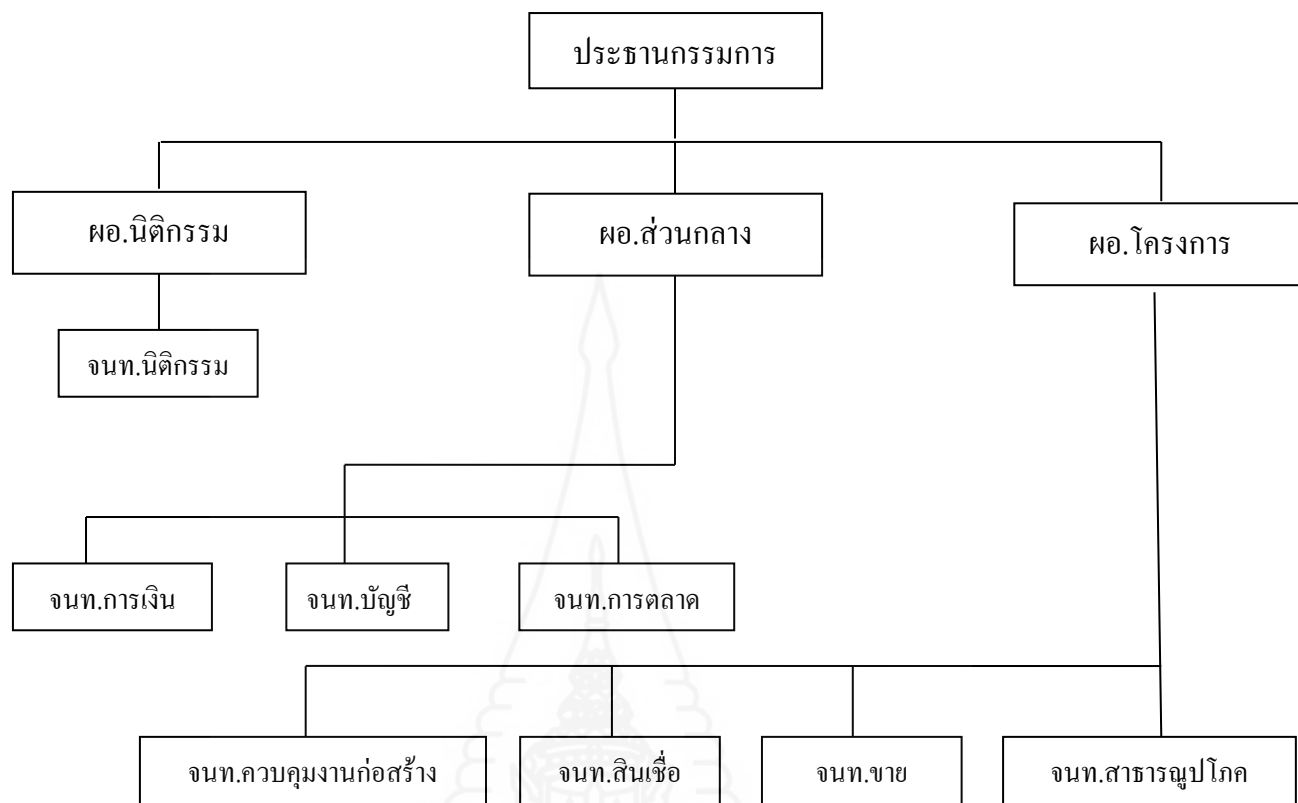 ประธานกรรมการ
ผอ.นิติกรรม
ผอ.ส่วนกลาง
ผอ.โครงการ
จนท.นิติกรรม
จนท.การเงิน
จนท.บัญชี
จนท.การตลาด
จนท.ควบคุมงานก่อสร้าง
จนท.สินเชื่อ
จนท.ขาย
จนท.สาธารณูปโภค